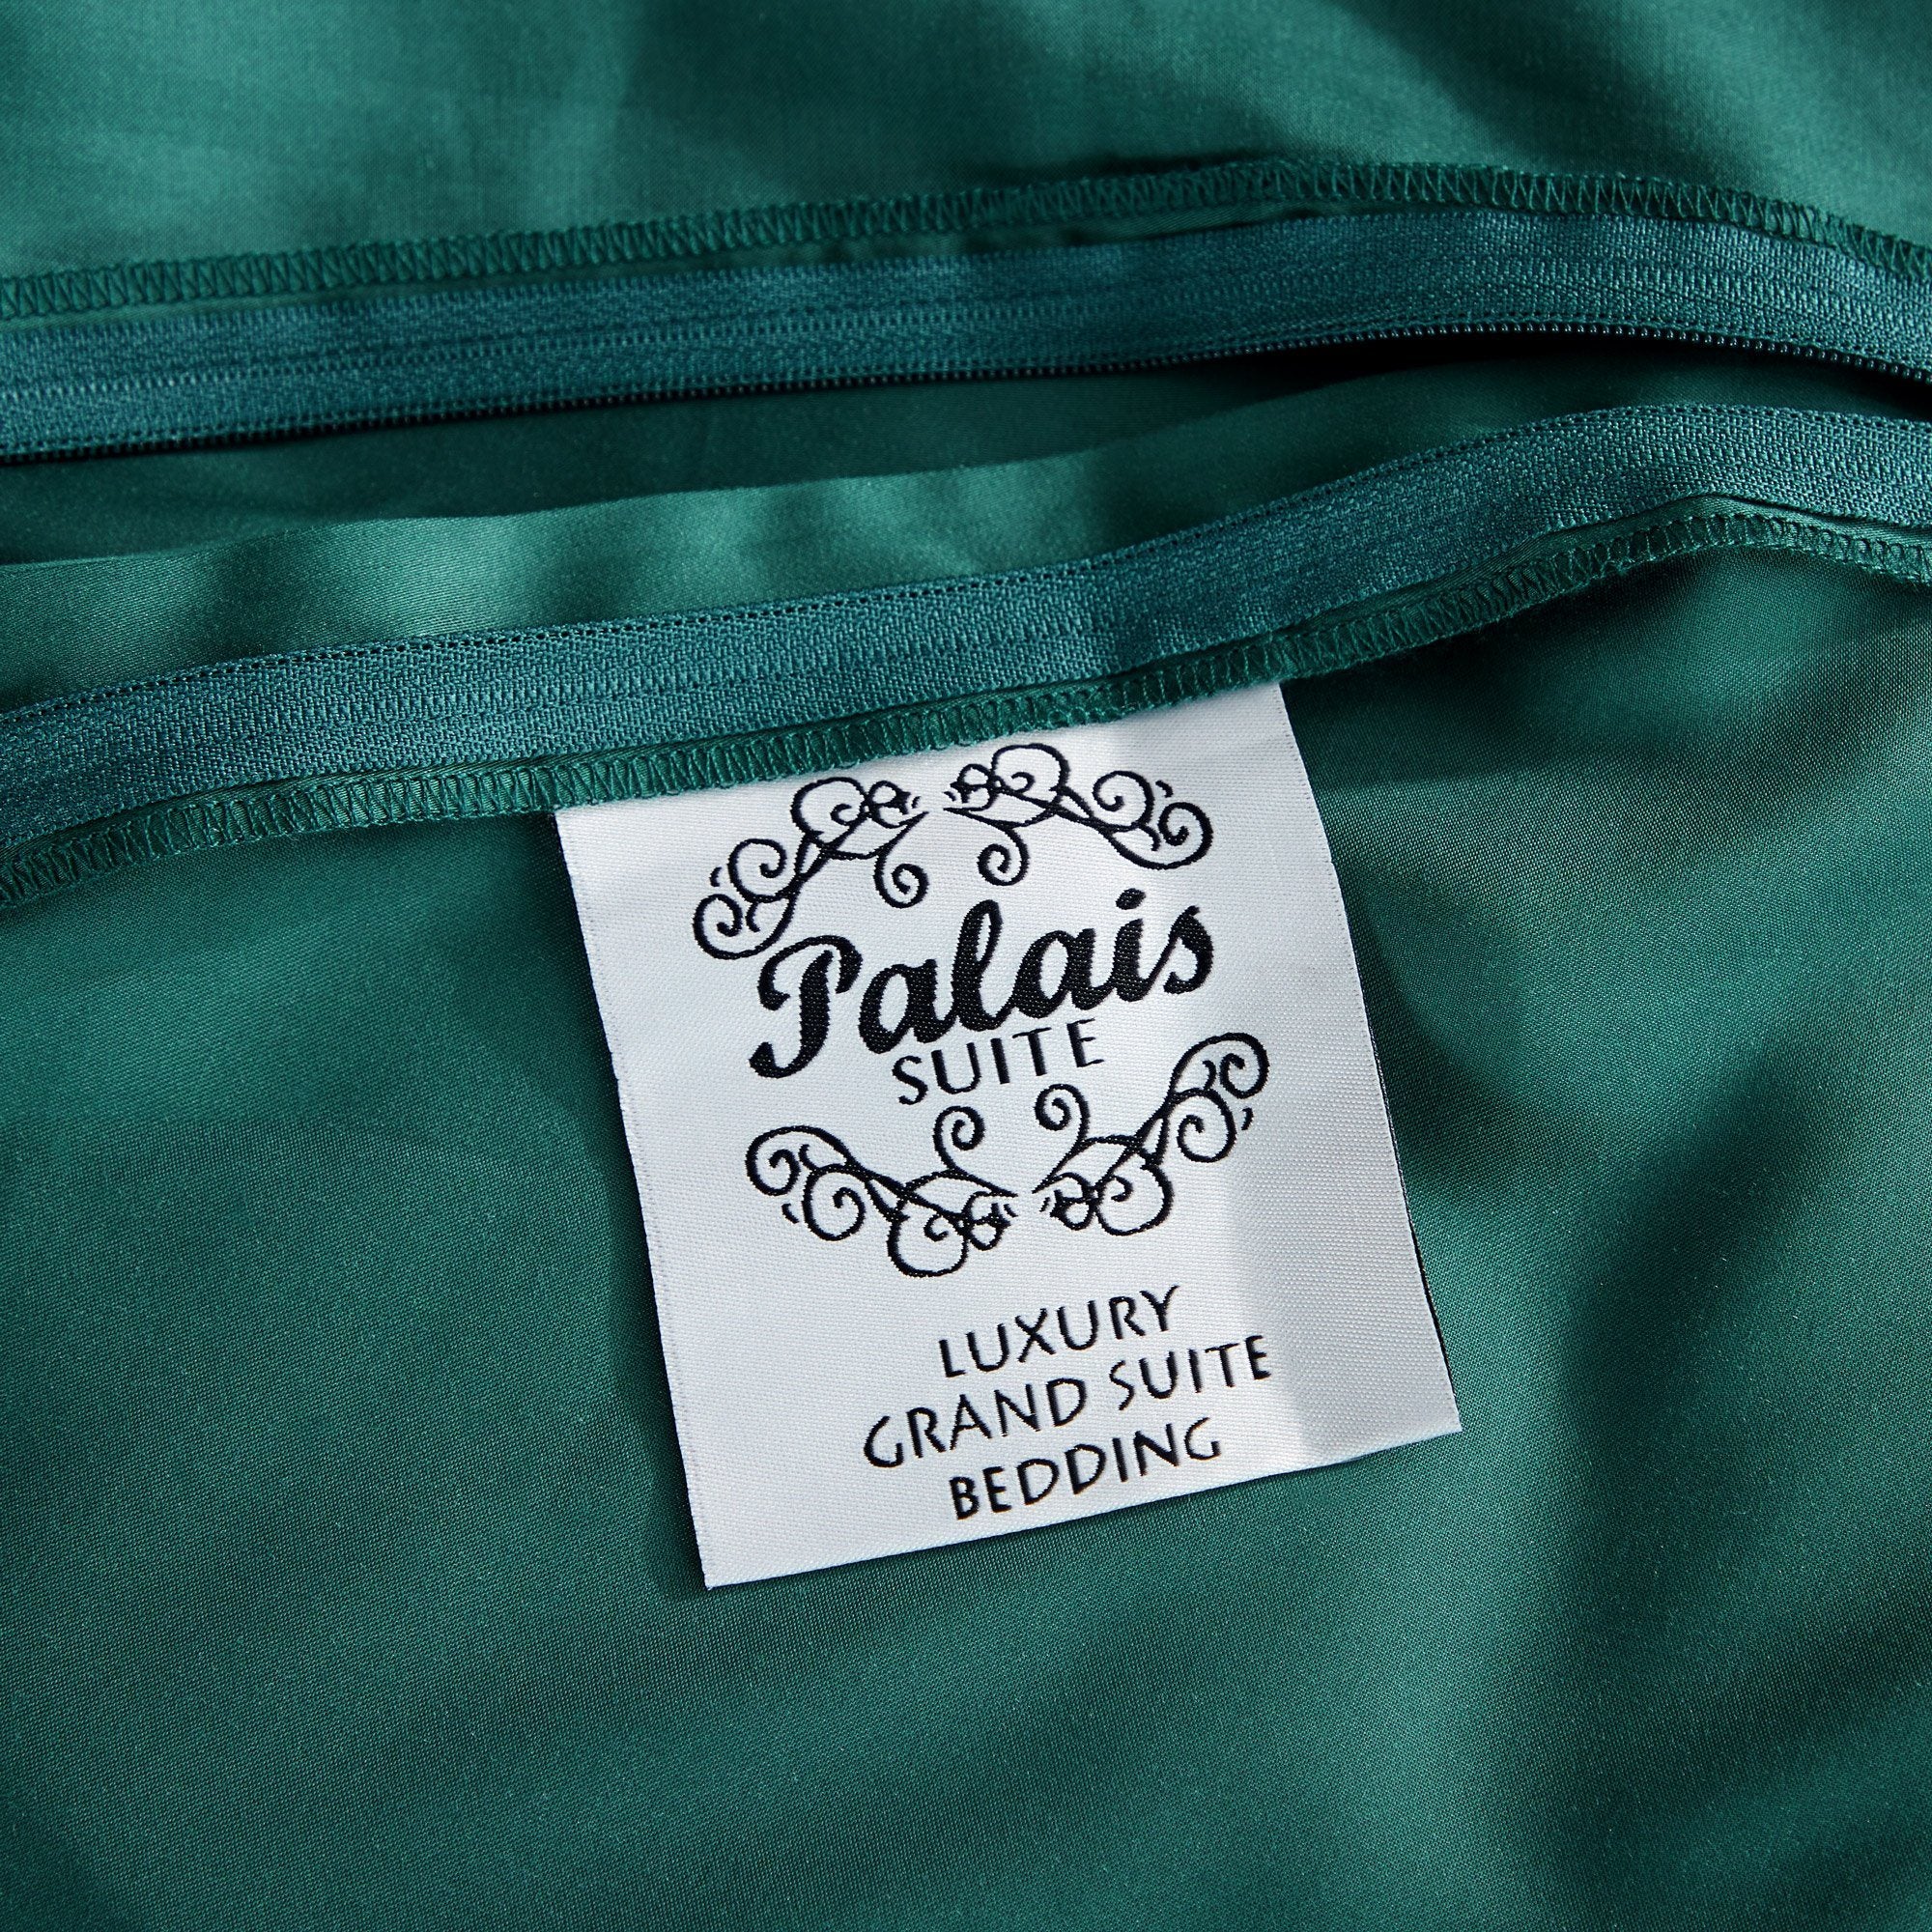 Palais
SUITE
LUXURY
GRAND SUITE
BEDDING